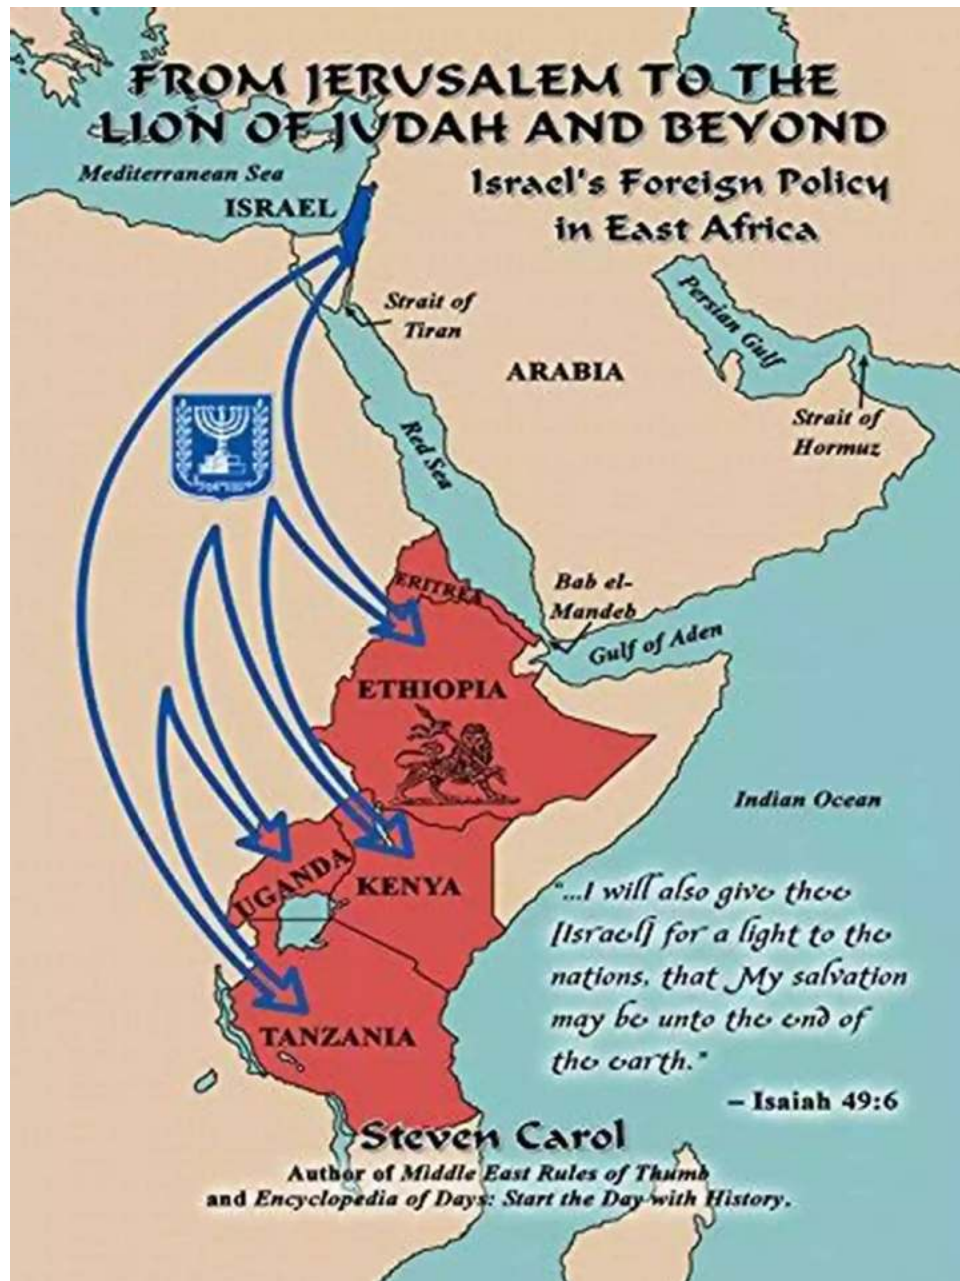 FROM JERUSALEM TO THE
LION OF JUDAH AND BEYOND
Israel's Foreign Policy
in East Africa
Mediterranean Sea
ISRAEL
Strait of
Tiran
Persian Gulf
ARABIA
Strait of
Hormuz
Red Sea
ישראל
ERITREA
Bab el-
Mandeb
Gulf of Aden
ETHIOPIA
Indian Ocean
UGANDA
KENYA
"...I will also give thee
[Israel] for a light to the
nations, that My salvation
may be unto the end of
the earth."
– Isaiah 49:6
TANZANIA
Steven Carol
Author of Middle East Rules of Thumb
and Encyclopedia of Days: Start the Day with History.